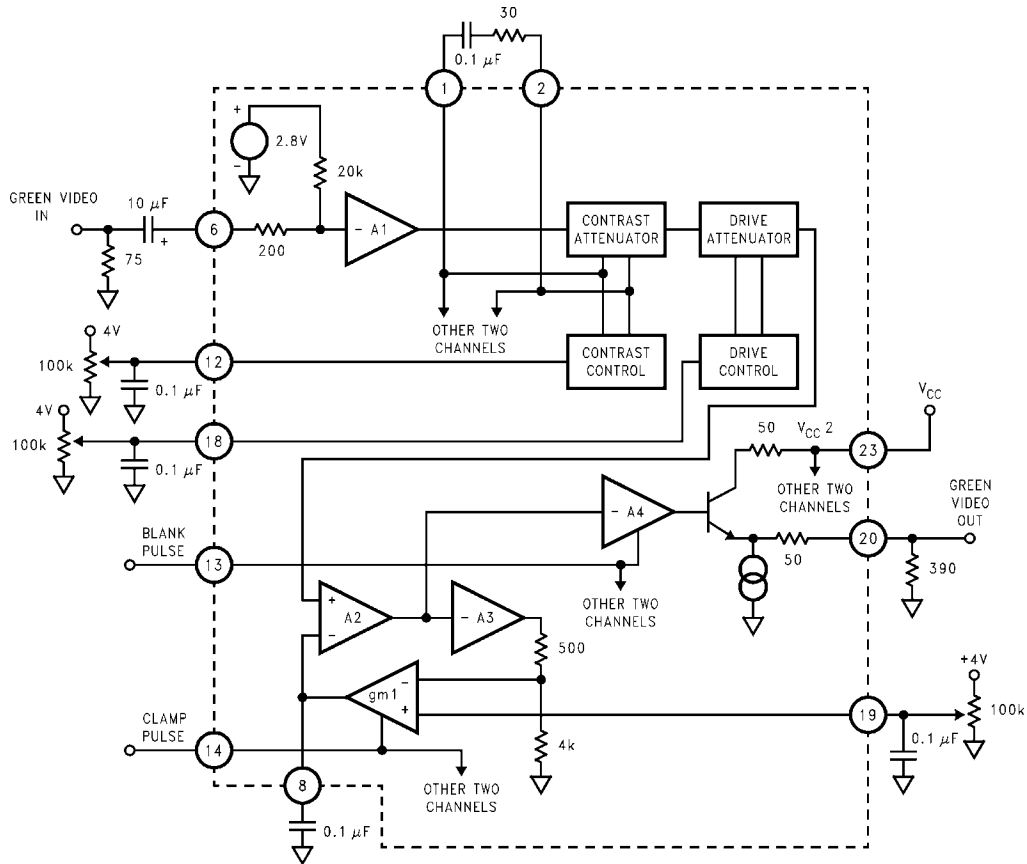 30
0.1 µF
1
2
+
2.8V
-
20k
GREEN VIDEO
IN
10 µF
+
6
200
75
- A1
CONTRAST
ATTENUATOR
DRIVE
ATTENUATOR
OTHER TWO
CHANNELS
4V
100k
0.1 µF
12
CONTRAST
CONTROL
DRIVE
CONTROL
4V
100k
0.1 µF
18
50
VCC 2
23
VCC
OTHER TWO
CHANNELS
- A4
BLANK
PULSE
13
OTHER TWO
CHANNELS
50
20
GREEN
VIDEO
OUT
390
+
A2
-
- A3
500
gm1
-
+
4k
19
+4V
100k
0.1 µF
CLAMP
PULSE
14
OTHER TWO
CHANNELS
8
0.1 µF